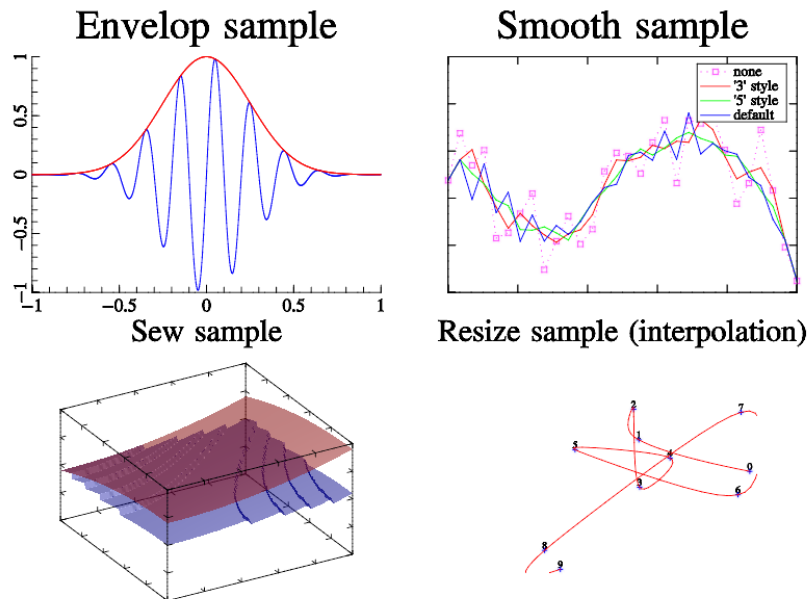 Envelop sample
Smooth sample
1
0.5
0
−0.5
−1
−1
−0.5
0
0.5
1
none
'3' style
'5' style
default
Sew sample
Resize sample (interpolation)
2
7
1
5
4
0
3
6
8
9